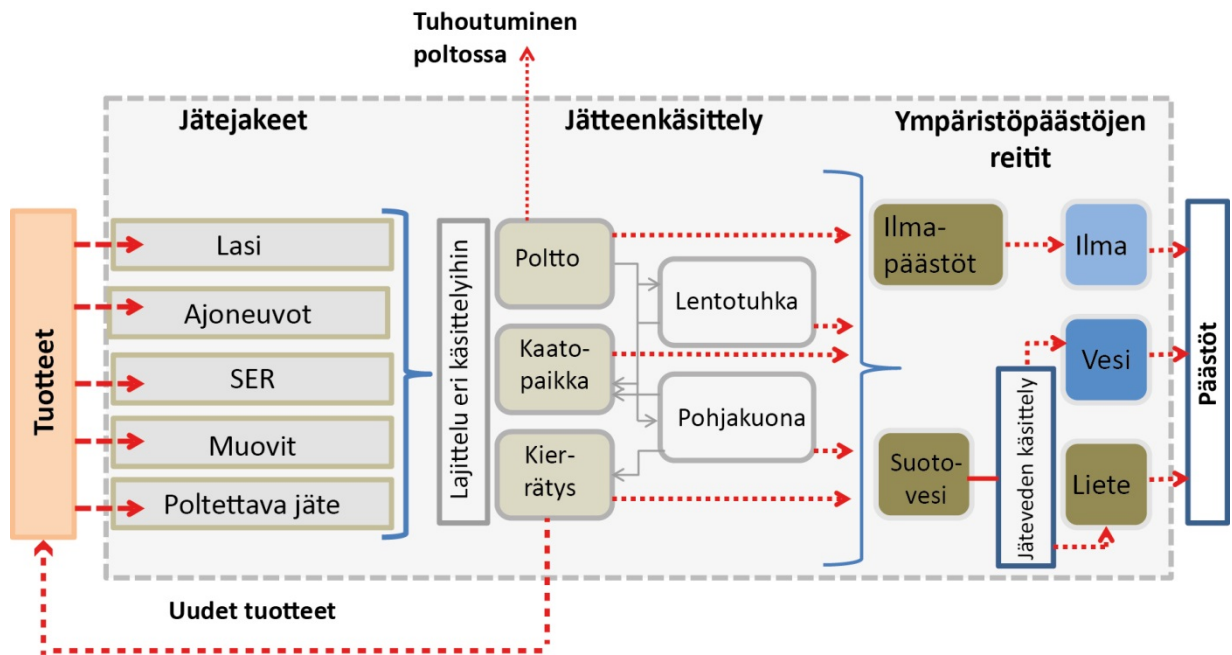 Tuhoutuminen
poltossa
Jätejakeet
Jätteenkäsittely
Ympäristöpäästöjen
reitit
Tuotteet
Lasi
Ajoneuvot
SER
Muovit
Poltettava jäte
Lajittelu eri käsittelyihin
Poltto
Kaato-
paikka
Kier-
rätys
Lentotuhka
Pohjakuona
Ilma-
päästöt
Suoto-
vesi
Jäteveden käsittely
Ilma
Vesi
Liete
Päästöt
Uudet tuotteet